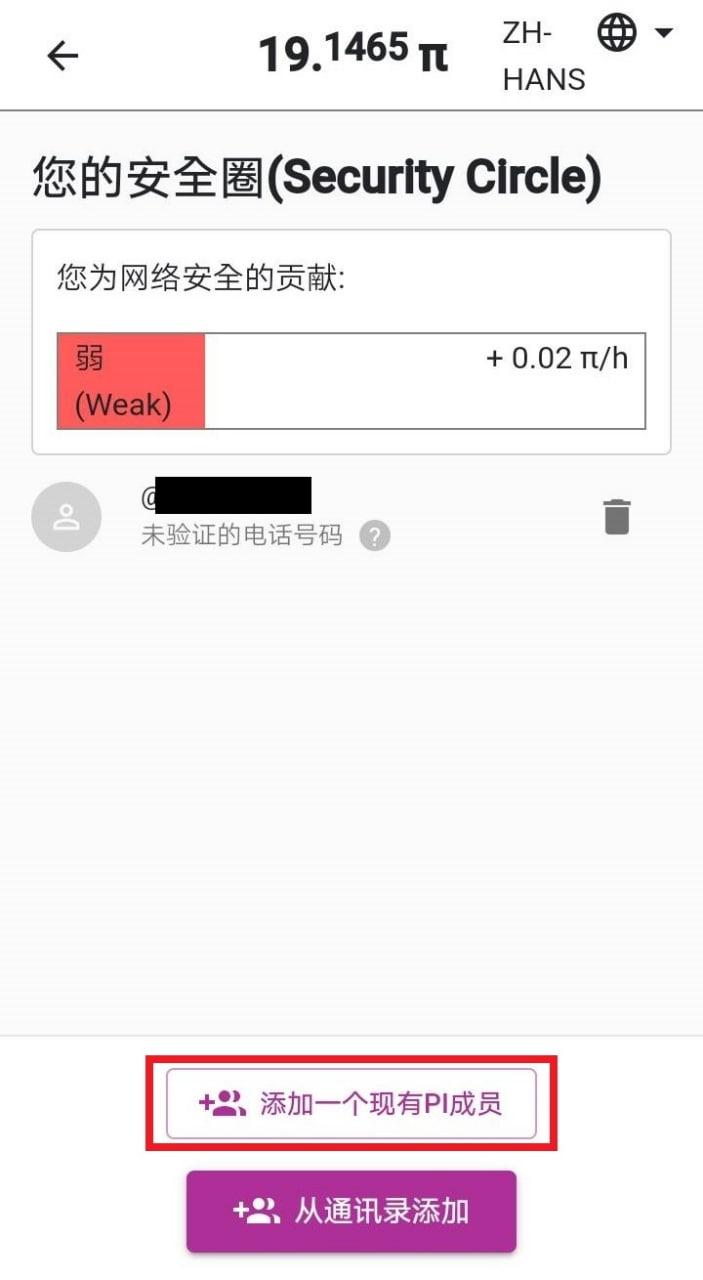 19.1465 π
ZH-
HANS
您的安全圈(Security Circle)
您为网络安全的贡献:
弱
(Weak)
+ 0.02 π/h
@
未验证的电话号码 ?
添加一个现有PI成员
从通讯录添加